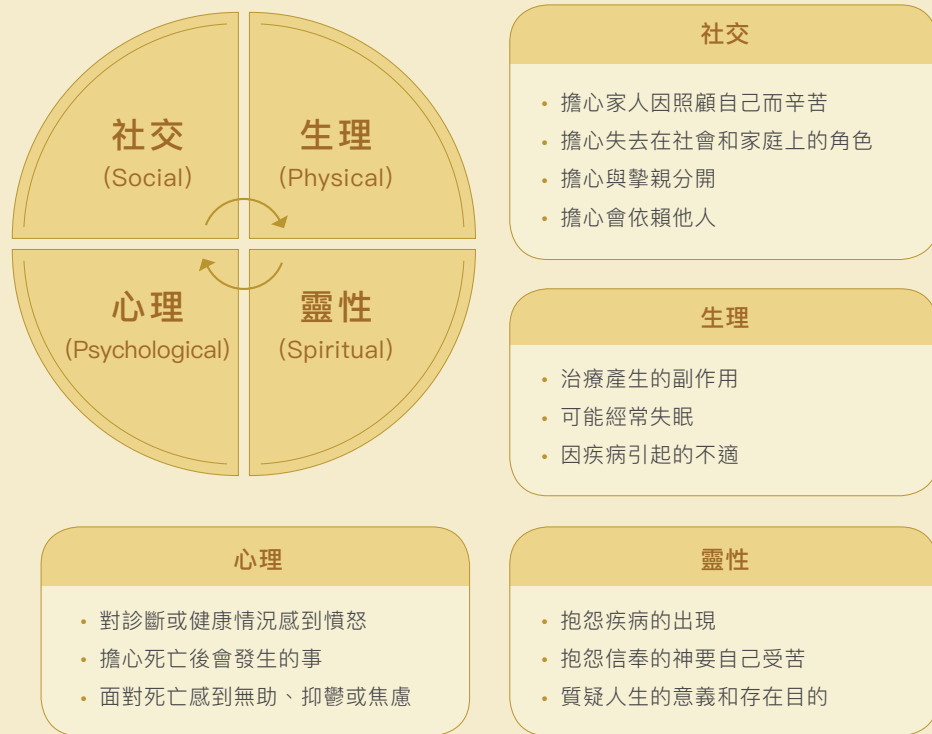 社交
(Social)
生理
(Physical)
心理
(Psychological)
靈性
(Spiritual)
社交
• 擔心家人因照顧自己而辛苦
• 擔心失去在社會和家庭上的角色
• 擔心與摯親分開
• 擔心會依賴他人
生理
• 治療產生的副作用
• 可能經常失眠
• 因疾病引起的不適
心理
• 對診斷或健康情況感到憤怒
• 擔心死亡後會發生的事
• 面對死亡感到無助、抑鬱或焦慮
靈性
• 抱怨疾病的出現
• 抱怨信奉的神要自己受苦
• 質疑人生的意義和存在目的